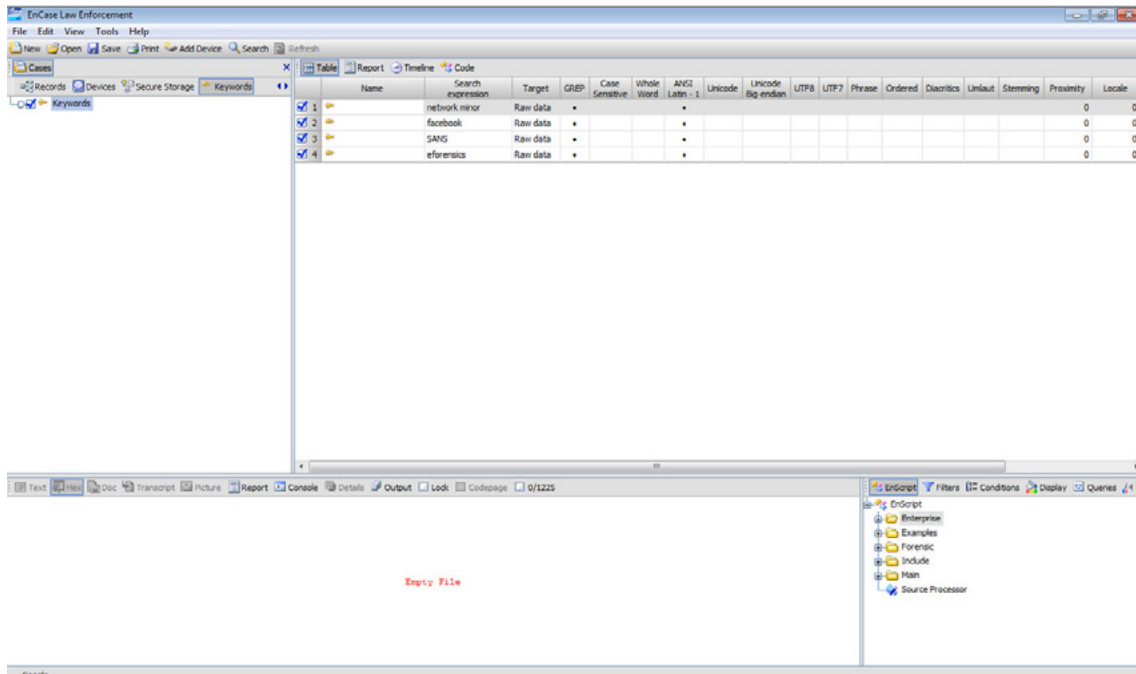 EnCase Law Enforcement
File Edit View Tools Help
New Open Save Print Add Device Search Refresh
Cases
Table Report Timeline Code
Records Devices Secure Storage Keywords
Keywords
Name Search expression Target GREP Case Sensitive Whole Word ANSI Latin - 1 Unicode Unicode Big-endian UTF8 UTF7 Phrase Ordered Diacritics Umlaut Stemming Proximity Locale
1 network minor Raw data • • 0 0
2 facebook Raw data • • 0 0
3 SANS Raw data • • 0 0
4 eforensics Raw data • • 0 0
Text Hex Doc Transcript Picture Report Console Details Output Lock Codepage 0/1225
Empty File
EnScript Filters Conditions Display Queries
EnScript
Enterprise
Examples
Forensic
Include
Main
Source Processor